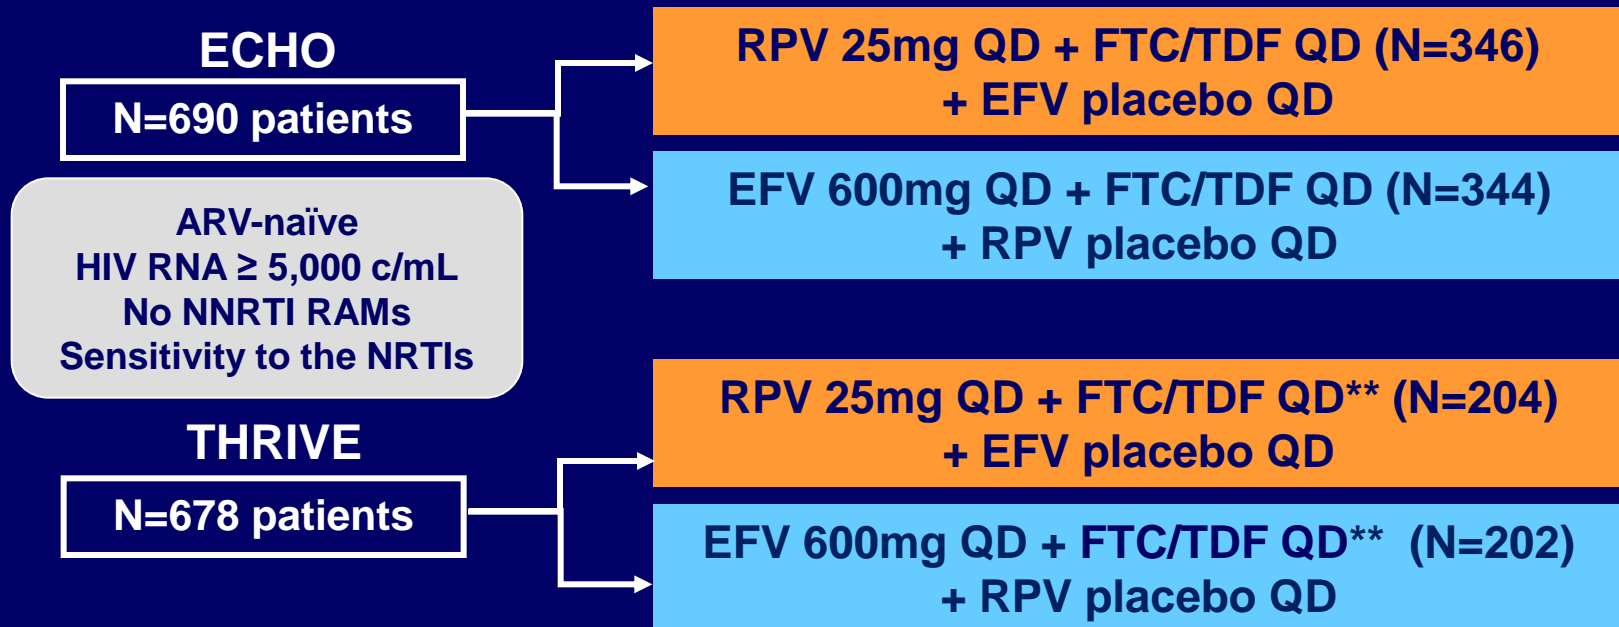 ECHO
N=690 patients
RPV 25mg QD + FTC/TDF QD (N=346)
+ EFV placebo QD
EFV 600mg QD + FTC/TDF QD (N=344)
+ RPV placebo QD
ARV-naïve
HIV RNA ≥ 5,000 c/mL
No NNRTI RAMs
Sensitivity to the NRTIs
THRIVE
N=678 patients
RPV 25mg QD + FTC/TDF QD** (N=204)
+ EFV placebo QD
EFV 600mg QD + FTC/TDF QD** (N=202)
+ RPV placebo QD